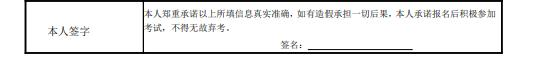 本人签字
本人郑重承诺以上所填信息真实准确，如有造假承担一切后果，本人承诺报名后积极参加
考试，不得无故弃考。
签名：